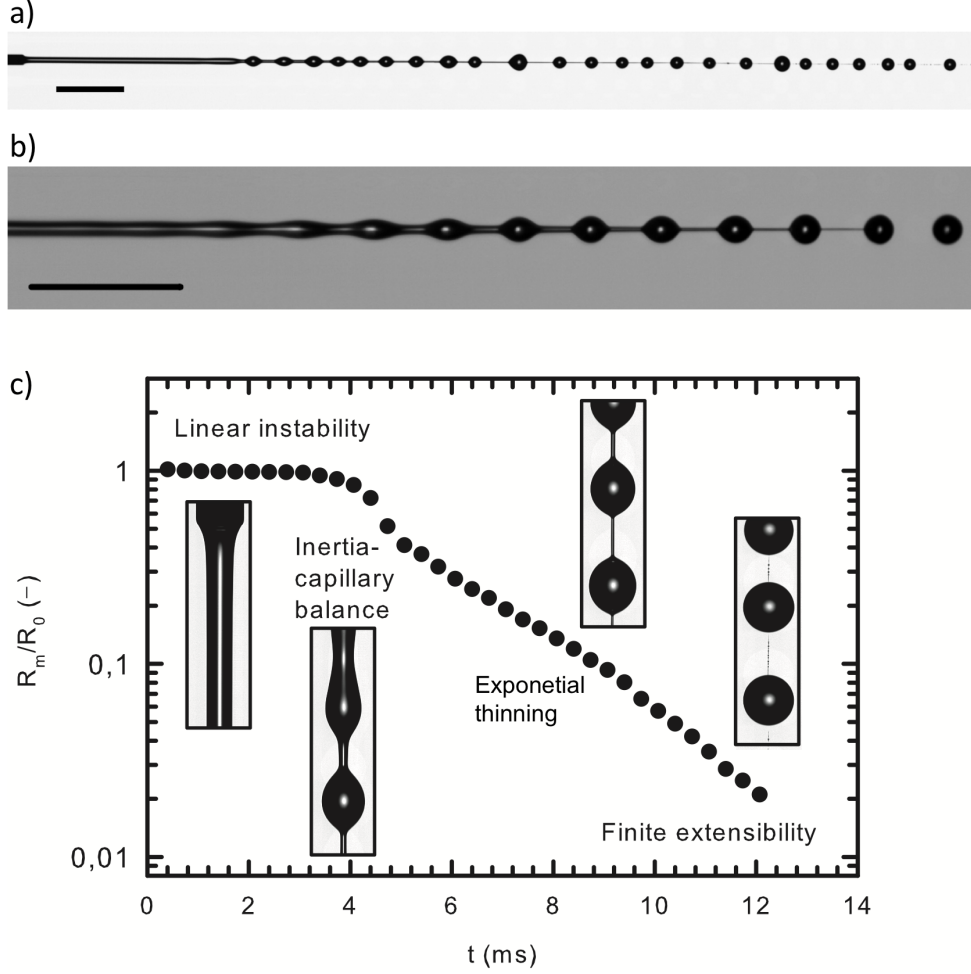 a)
b)
c)
Linear instability
Inertia-
capillary
balance
Exponetial
thinning
Finite extensibility
R_m/R_0 (–)
1
0,1
0,01
0 2 4 6 8 10 12 14
t (ms)